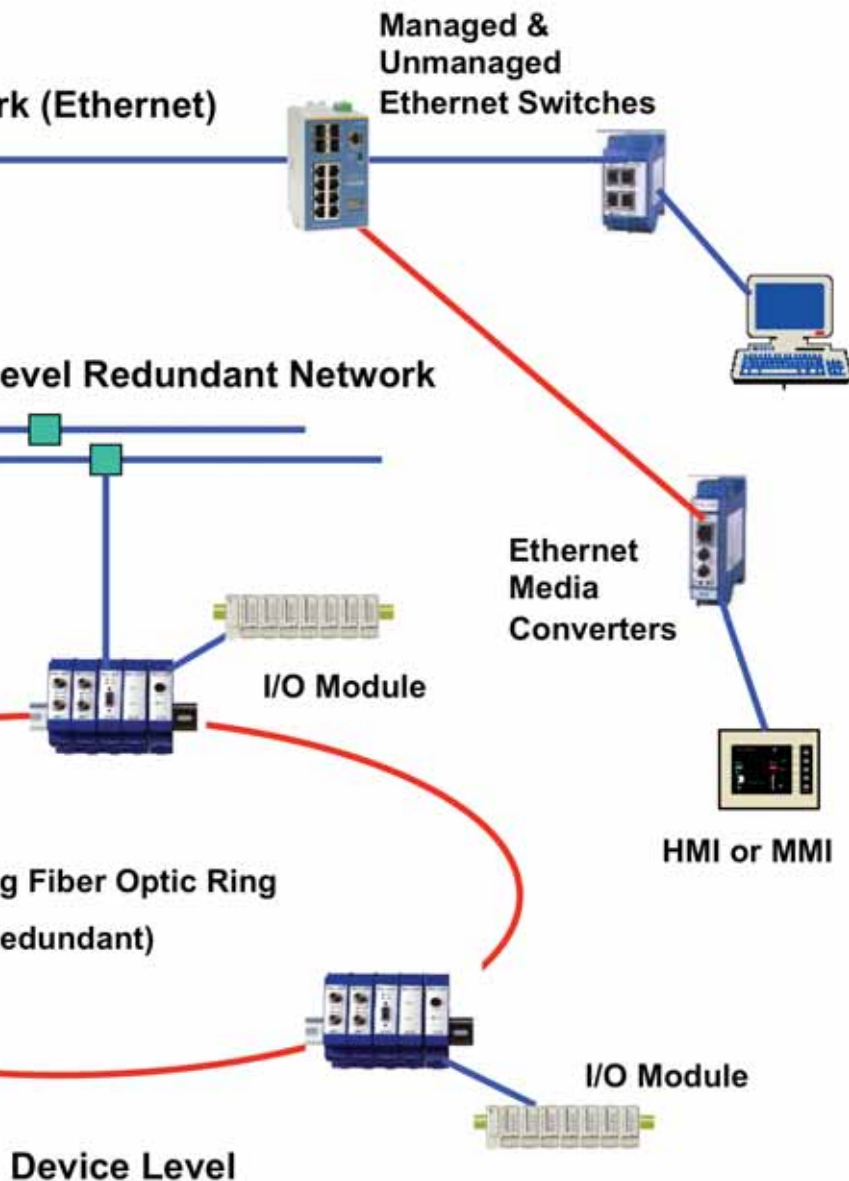 Managed &
Unmanaged
Ethernet Switches
rk (Ethernet)
evel Redundant Network
Ethernet
Media
Converters
I/O Module
HMI or MMI
g Fiber Optic Ring
edundant)
I/O Module
Device Level